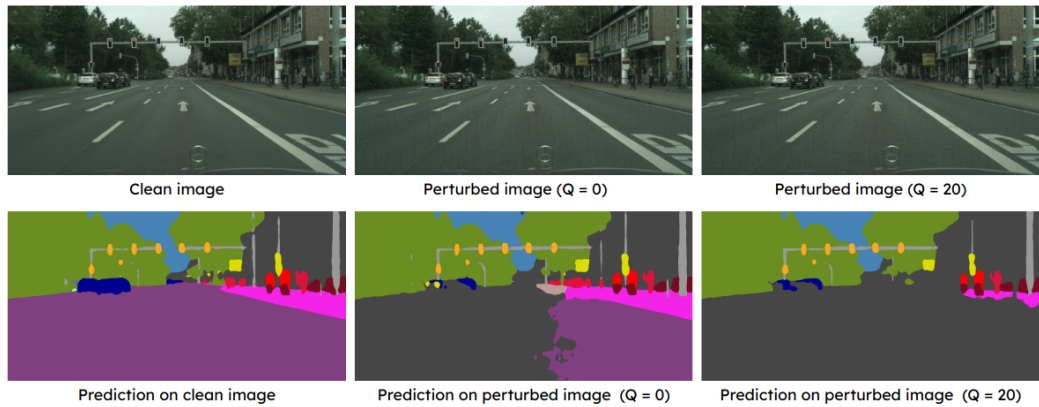 Clean image
Perturbed image (Q = 0)
Perturbed image (Q = 20)
Prediction on clean image
Prediction on perturbed image (Q = 0)
Prediction on perturbed image (Q = 20)